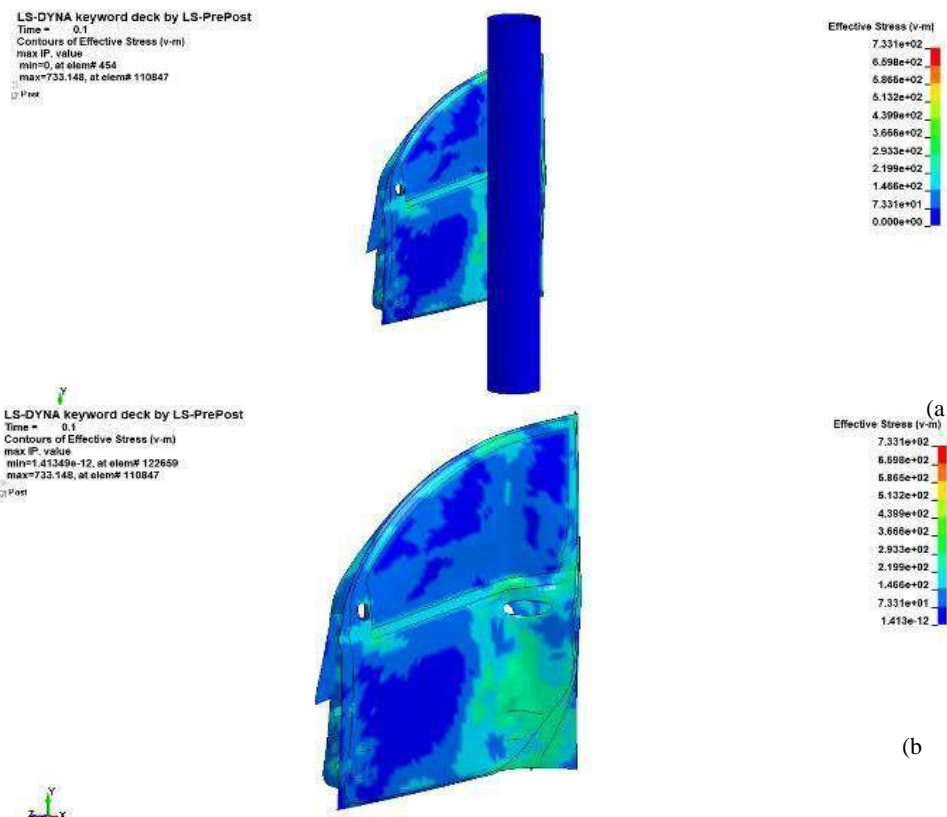 LS-DYNA keyword deck by LS-PrePost
Time = 0.1
Contours of Effective Stress (v-m)
max IP. value
min=0, at elem# 454
max=733.148, at elem# 110847
Post
Effective Stress (v-m)
7.331e+02
6.598e+02
5.865e+02
5.132e+02
4.399e+02
3.666e+02
2.933e+02
2.199e+02
1.466e+02
7.331e+01
0.000e+00
Y
(a
LS-DYNA keyword deck by LS-PrePost
Time = 0.1
Contours of Effective Stress (v-m)
max IP. value
min=1.41349e-12, at elem# 122659
max=733.148, at elem# 110847
Post
Effective Stress (v-m)
7.331e+02
6.598e+02
5.865e+02
5.132e+02
4.399e+02
3.666e+02
2.933e+02
2.199e+02
1.466e+02
7.331e+01
1.413e-12
(b
Y
Z X